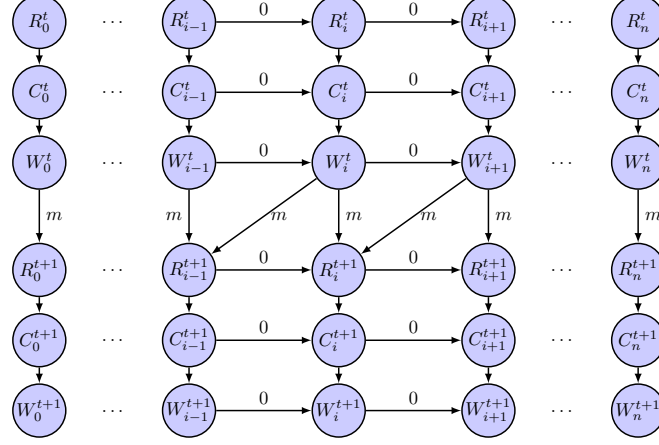 0 0
R_0^t ··· R_{i-1}^t R_i^t R_{i+1}^t ··· R_n^t
0 0
C_0^t ··· C_{i-1}^t C_i^t C_{i+1}^t ··· C_n^t
0 0
W_0^t ··· W_{i-1}^t W_i^t W_{i+1}^t ··· W_n^t
m m m m m m m
0 0
R_0^{t+1} ··· R_{i-1}^{t+1} R_i^{t+1} R_{i+1}^{t+1} ··· R_n^{t+1}
0 0
C_0^{t+1} ··· C_{i-1}^{t+1} C_i^{t+1} C_{i+1}^{t+1} ··· C_n^{t+1}
0 0
W_0^{t+1} ··· W_{i-1}^{t+1} W_i^{t+1} W_{i+1}^{t+1} ··· W_n^{t+1}